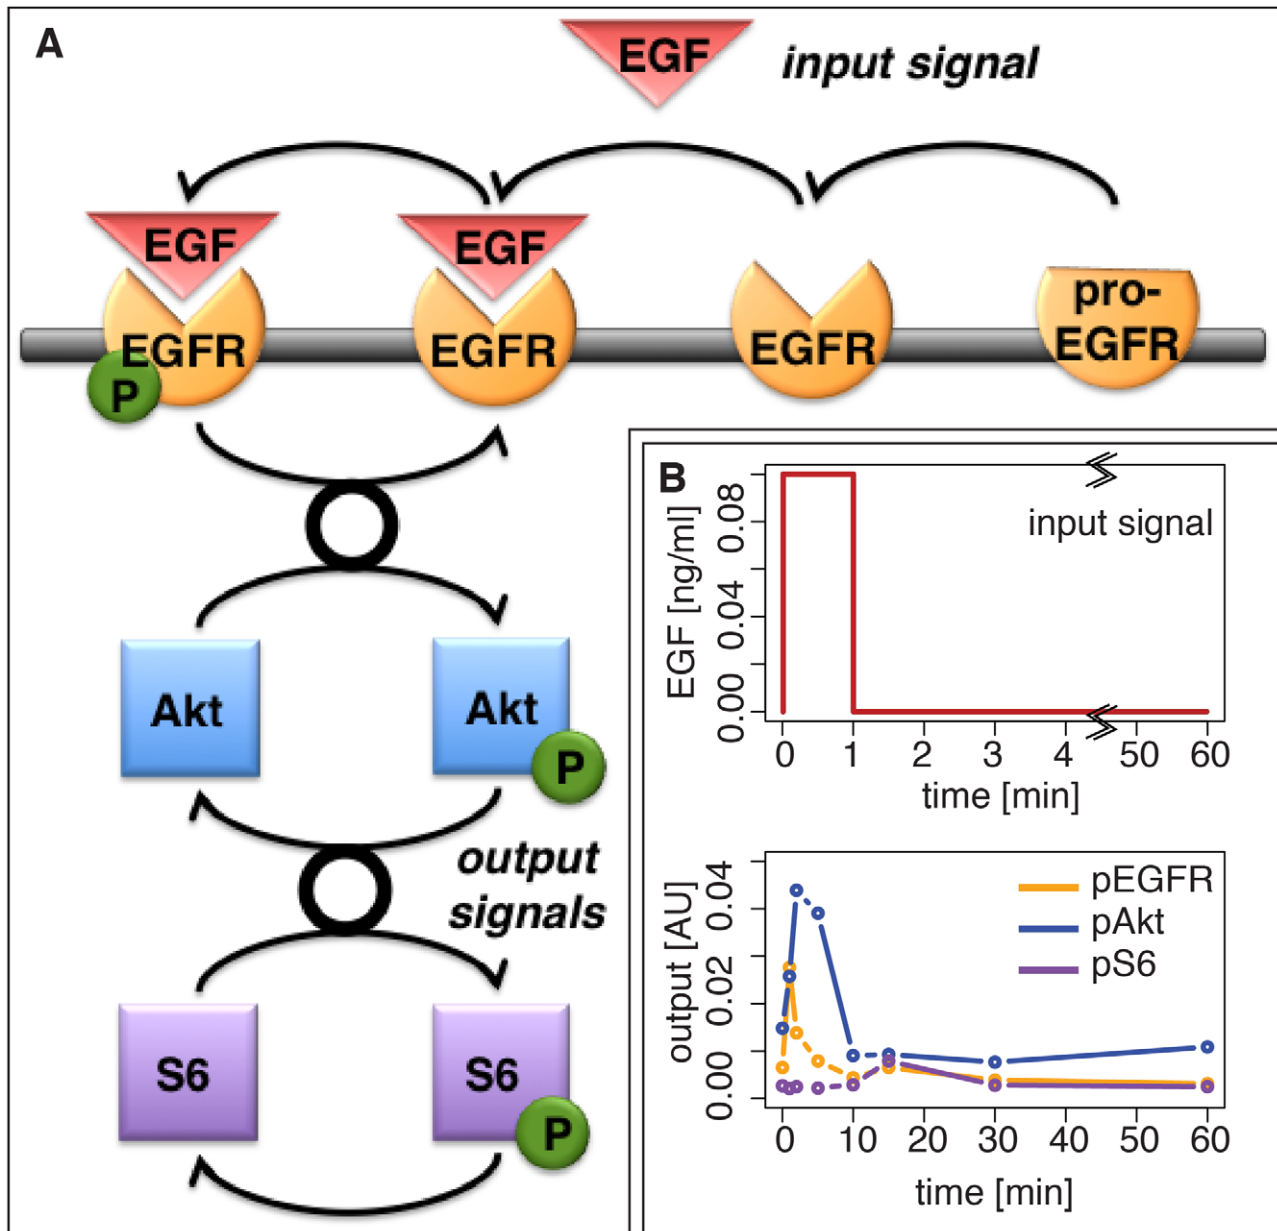 A
EGF
input signal
EGF
EGF
EGFR
EGFR
EGFR
pro-
EGFR
P
Akt
Akt
P
output
signals
S6
S6
P
B
EGF [ng/ml]
0.08
0.04
0.00
input signal
0 1 2 3 4 50 60
time [min]
output [AU]
0.04
0.02
0.00
pEGFR
pAkt
pS6
0 10 20 30 40 50 60
time [min]